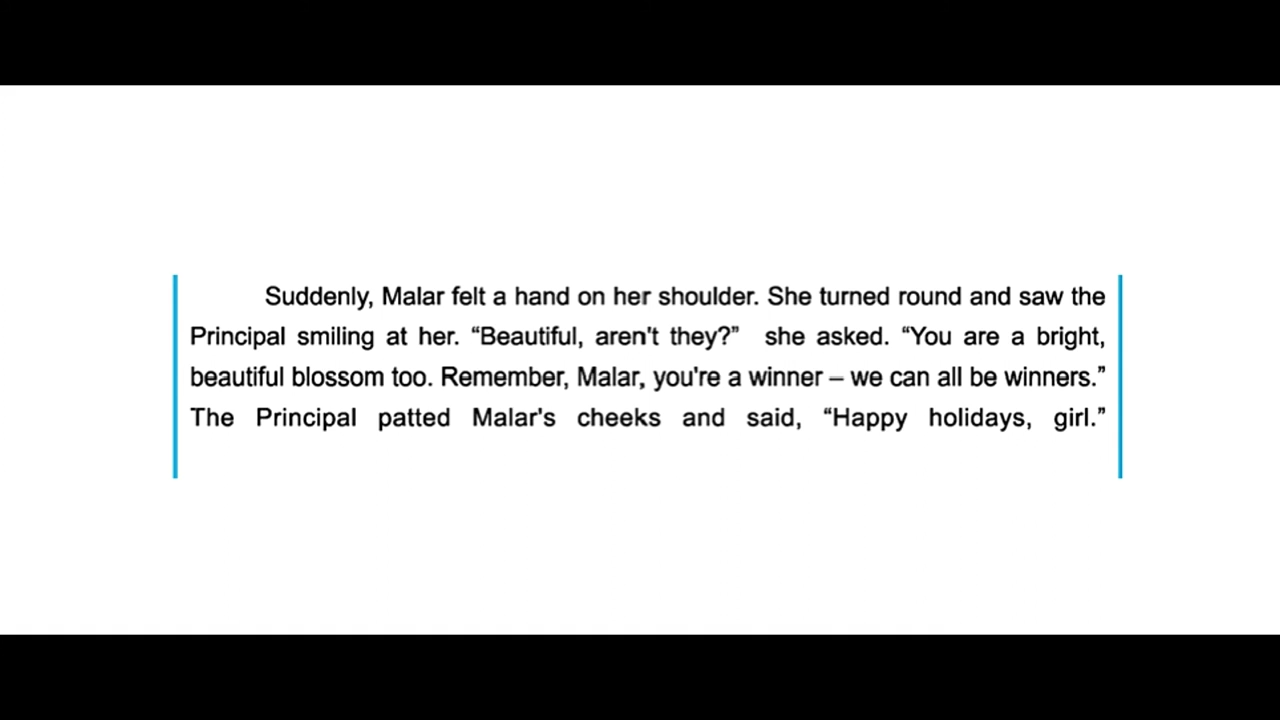 Suddenly, Malar felt a hand on her shoulder. She turned round and saw the
Principal smiling at her. “Beautiful, aren't they?” she asked. “You are a bright,
beautiful blossom too. Remember, Malar, you're a winner – we can all be winners.”
The Principal patted Malar's cheeks and said, “Happy holidays, girl.”